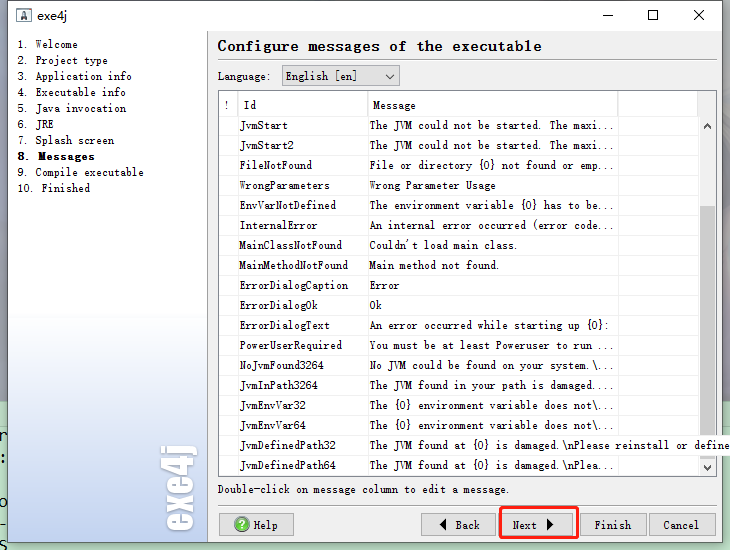 exe4j
1. Welcome
2. Project type
3. Application info
4. Executable info
5. Java invocation
6. JRE
7. Splash screen
8. Messages
9. Compile executable
10. Finished
exe4j
Configure messages of the executable
Language: English [en]
! Id Message
JvmStart The JVM could not be started. The maxi...
JvmStart2 The JVM could not be started. The maxi...
FileNotFound File or directory {0} not found or emp...
WrongParameters Wrong Parameter Usage
EnvVarNotDefined The environment variable {0} has to be...
InternalError An internal error occurred (error code...
MainClassNotFound Couldn't load main class.
MainMethodNotFound Main method not found.
ErrorDialogCaption Error
ErrorDialogOk Ok
ErrorDialogText An error occurred while starting up {0}:
PowerUserRequired You must be at least Poweruser to run ...
NoJvmFound3264 No JVM could be found on your system.\...
JvmInPath3264 The JVM found in your path is damaged....
JvmEnvVar32 The {0} environment variable does not\...
JvmEnvVar64 The {0} environment variable does not\...
JvmDefinedPath32 The JVM found at {0} is damaged.\nPlease reinstall or define
JvmDefinedPath64 The JVM found at {0} is damaged.\nPlea...
Double-click on message column to edit a message.
Help Back Next Finish Cancel